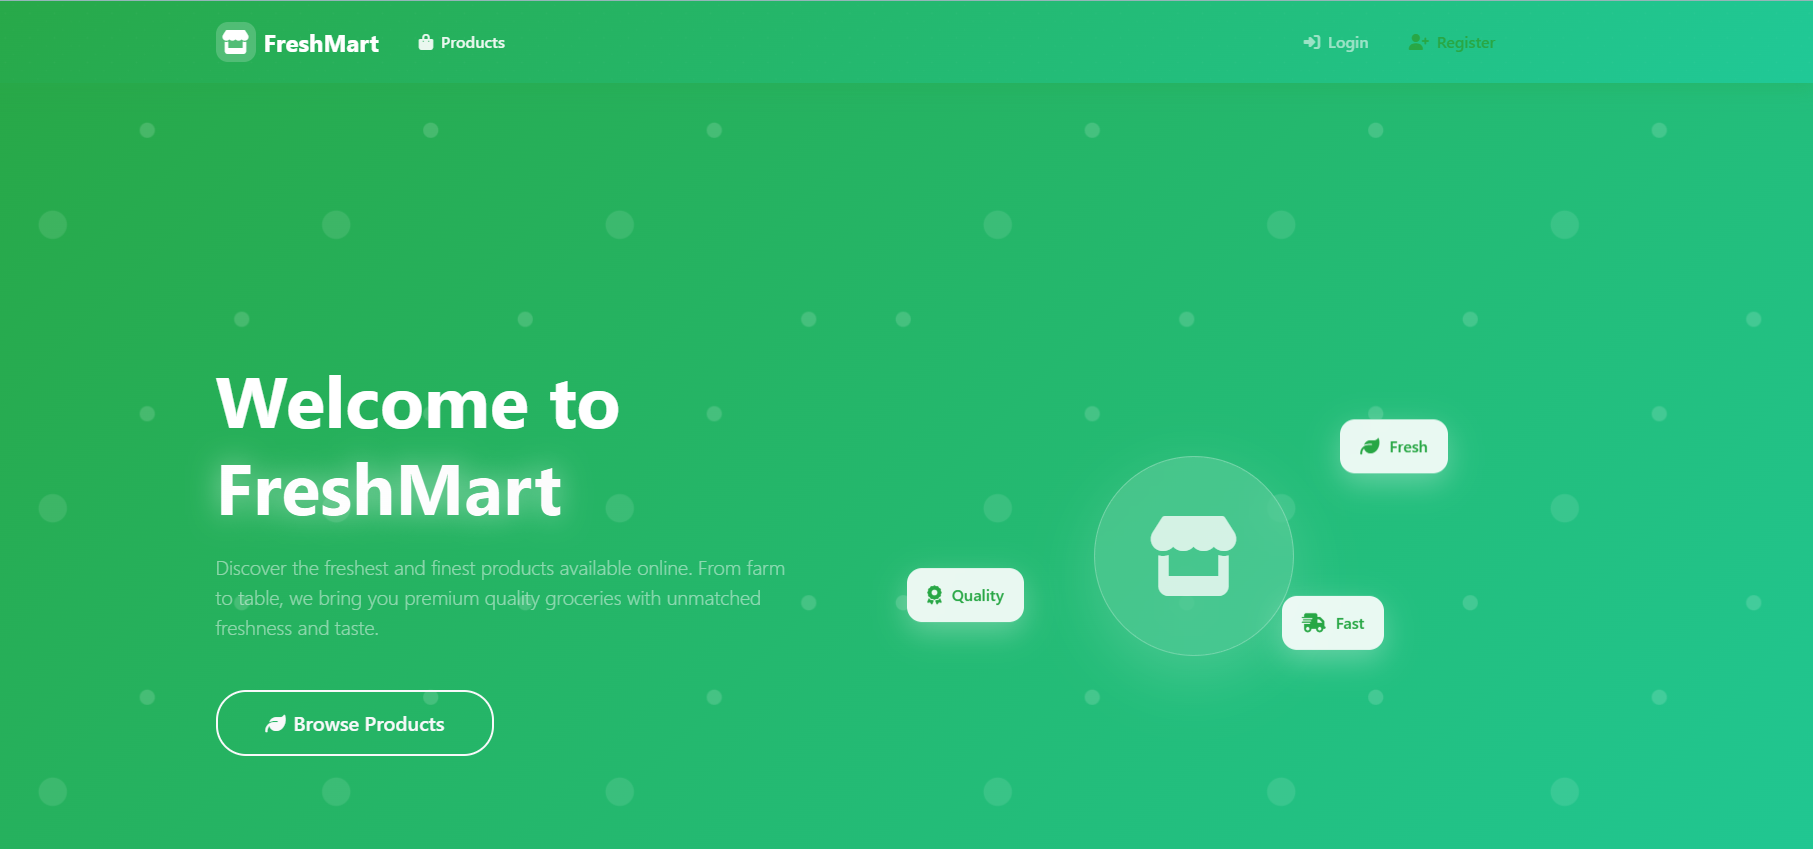 FreshMart
Products
Login
Register
Welcome to
FreshMart
Discover the freshest and finest products available online. From farm
to table, we bring you premium quality groceries with unmatched
freshness and taste.
Browse Products
Fresh
Quality
Fast